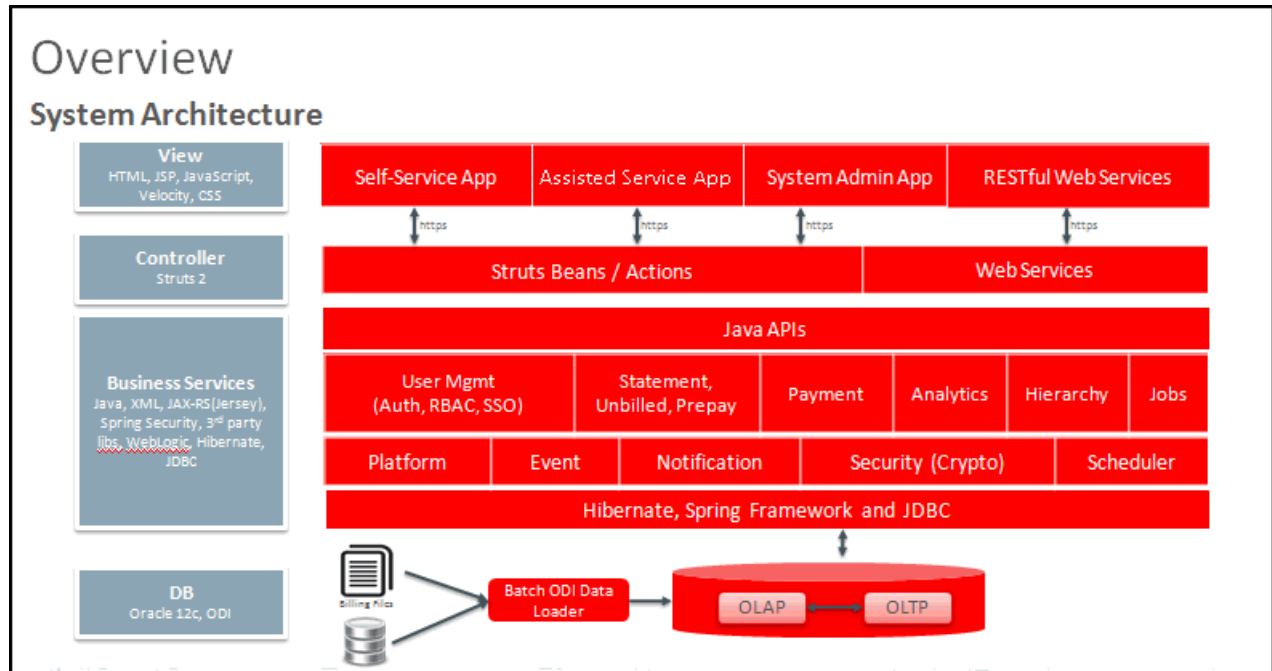 Overview
System Architecture
View
HTML, JSP, JavaScript,
Velocity, CSS
Self-Service App
Assisted Service App
System Admin App
RESTful Web Services
https
https
https
https
Controller
Struts 2
Struts Beans / Actions
Web Services
Business Services
Java, XML, JAX-RS(Jersey),
Spring Security, 3rd party
libs, WebLogic, Hibernate,
JDBC
Java APIs
User Mgmt
(Auth, RBAC, SSO)
Statement,
Unbilled, Prepay
Payment
Analytics
Hierarchy
Jobs
Platform
Event
Notification
Security (Crypto)
Scheduler
Hibernate, Spring Framework and JDBC
DB
Oracle 12c, ODI
Billing Files
Batch ODI Data
Loader
OLAP
OLTP